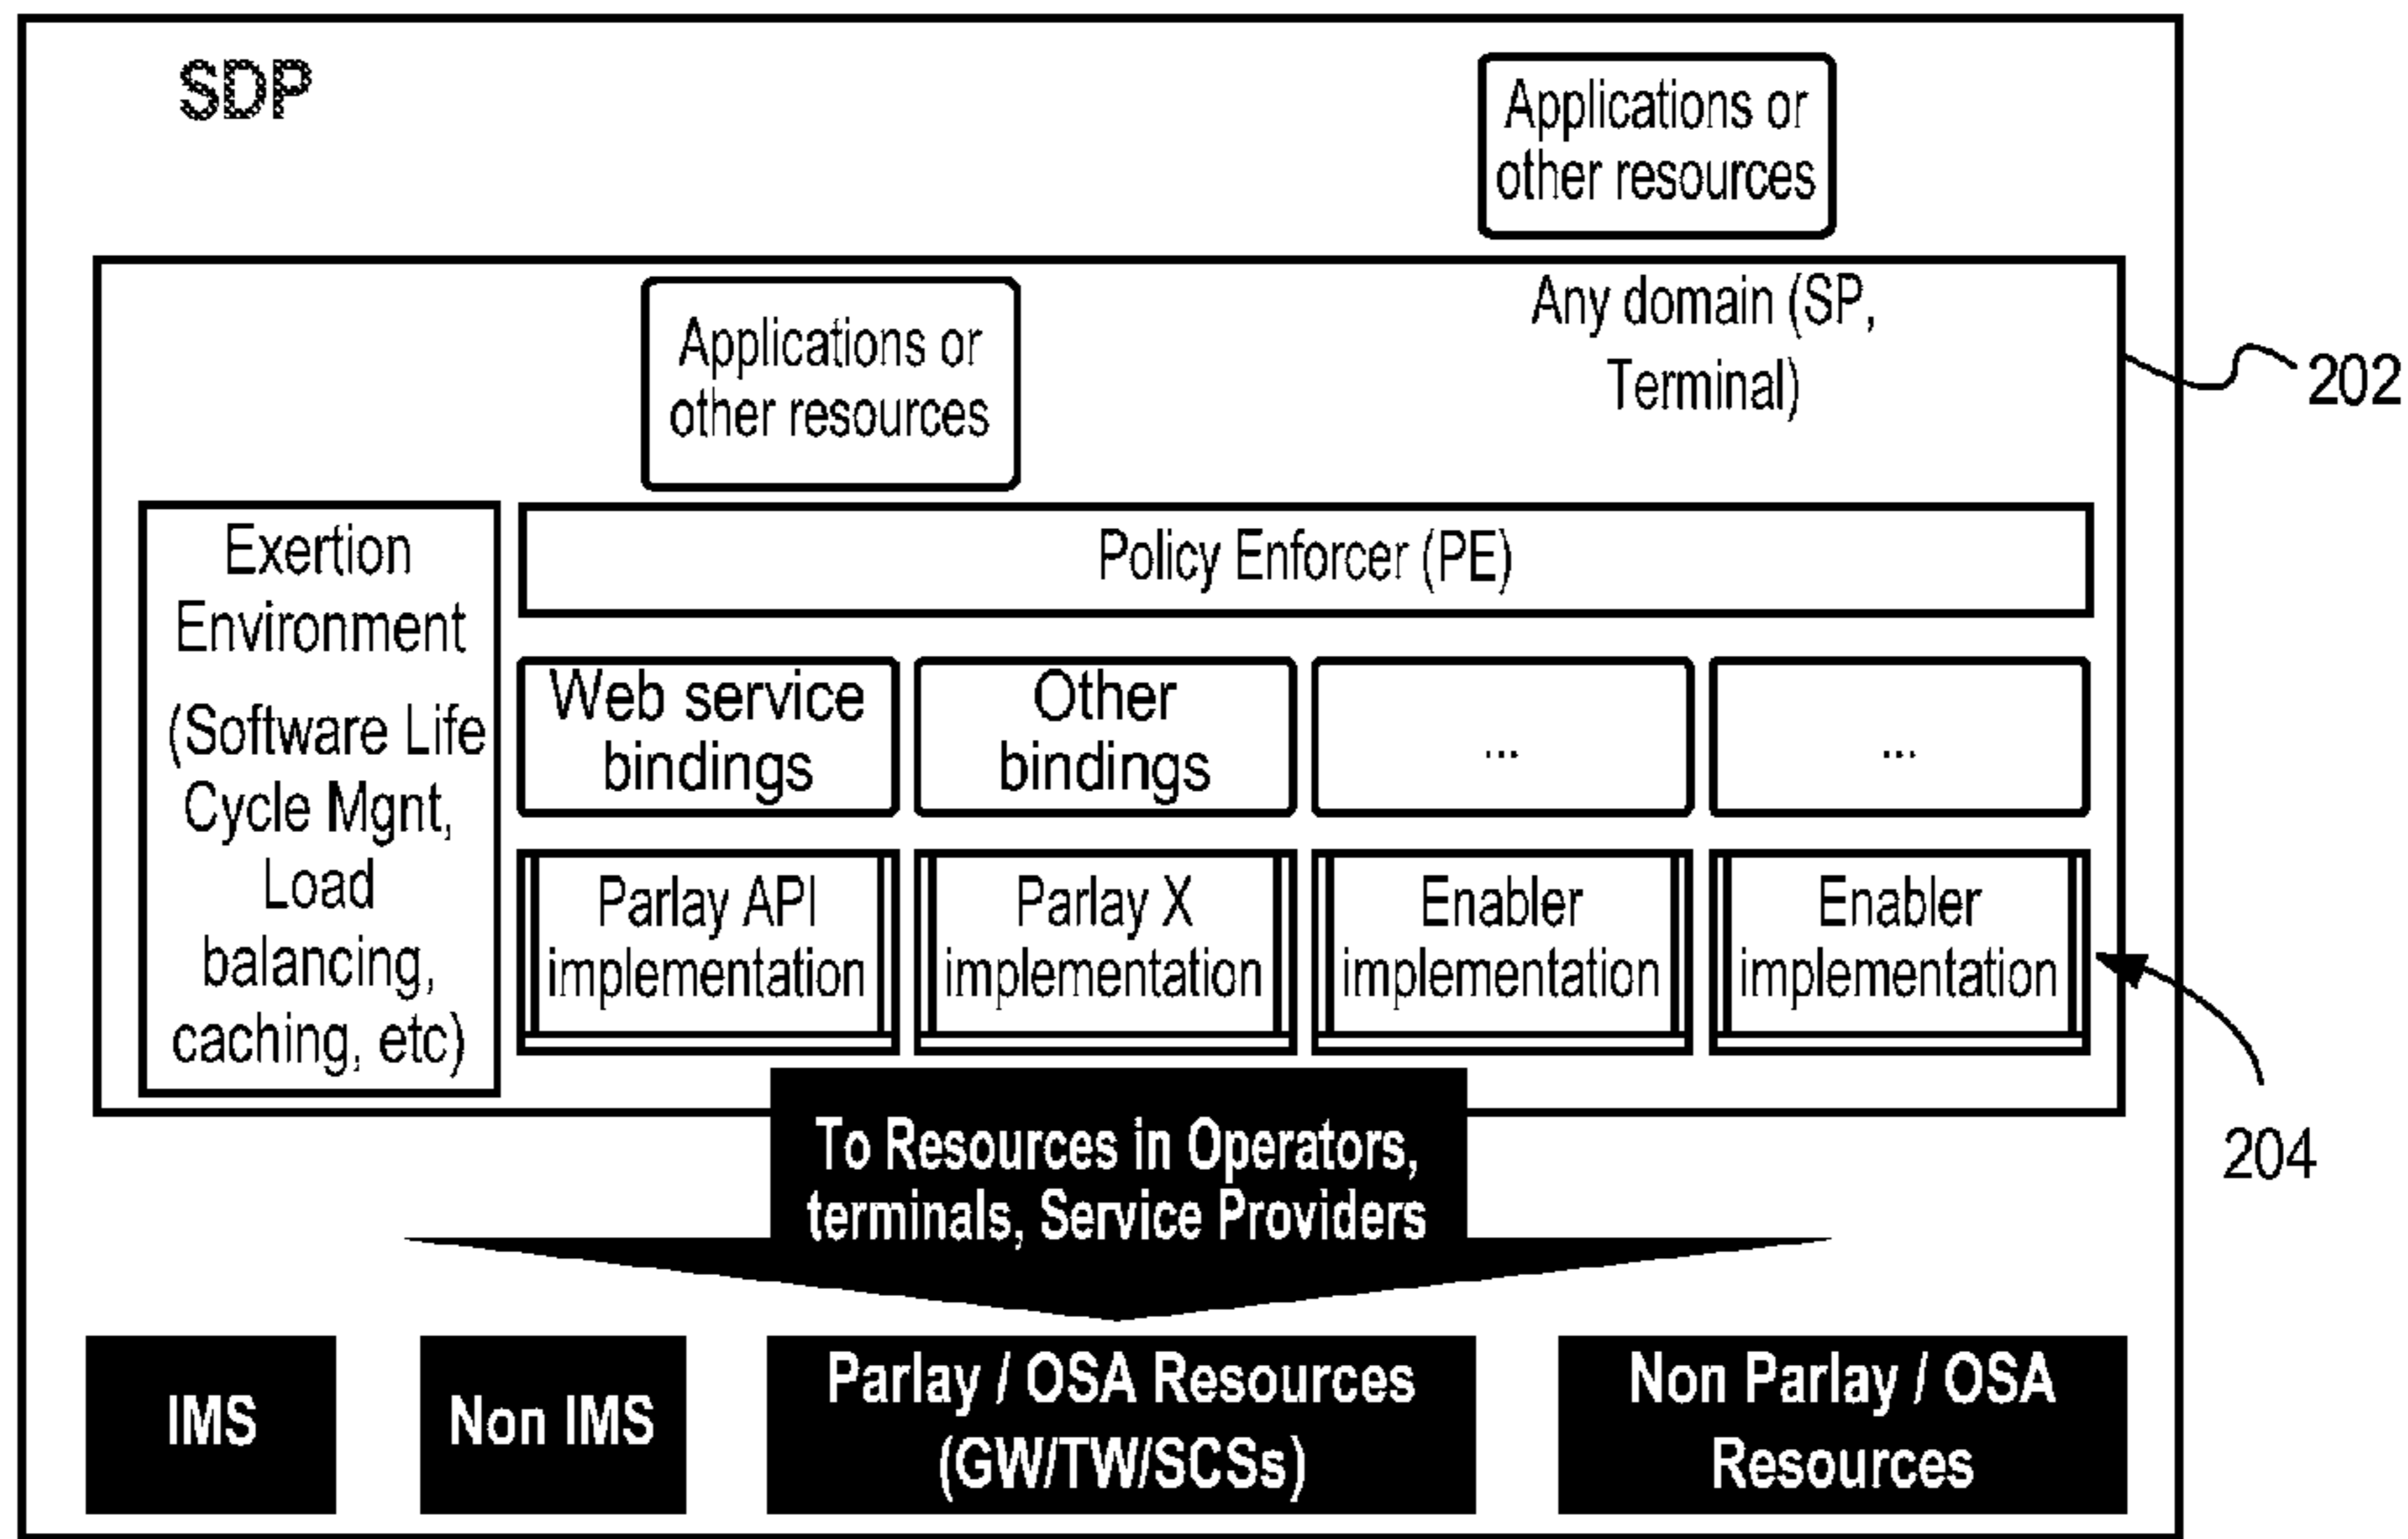 SDP
Applications or
other resources
Any domain (SP,
Terminal)
202
Applications or
other resources
Exertion
Environment
(Software Life
Cycle Mgnt,
Load
balancing,
caching, etc)
Policy Enforcer (PE)
Web service
bindings
Other
bindings
...
...
Parlay API
implementation
Parlay X
implementation
Enabler
implementation
Enabler
implementation
204
To Resources in Operators,
terminals, Service Providers
IMS
Non IMS
Parlay / OSA Resources
(GW/TW/SCSs)
Non Parlay / OSA
Resources